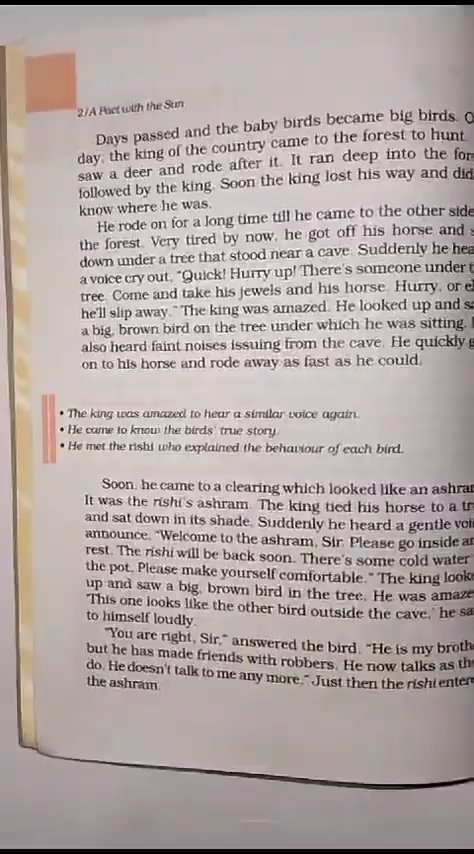 2/A Pact with the Sun
Days passed and the baby birds became big birds. O
day, the king of the country came to the forest to hunt.
saw a deer and rode after it. It ran deep into the for
followed by the king. Soon the king lost his way and did
know where he was.
He rode on for a long time till he came to the other side
the forest. Very tired by now, he got off his horse and s
down under a tree that stood near a cave. Suddenly he hea
a voice cry out, "Quick! Hurry up! There's someone under t
tree. Come and take his jewels and his horse. Hurry, or el
he'll slip away." The king was amazed. He looked up and sa
a big, brown bird on the tree under which he was sitting.
also heard faint noises issuing from the cave. He quickly g
on to his horse and rode away as fast as he could.
• The king was amazed to hear a similar voice again.
• He came to know the birds' true story.
• He met the rishi who explained the behaviour of each bird.
Soon, he came to a clearing which looked like an ashra
It was the rishi's ashram. The king tied his horse to a tr
and sat down in its shade. Suddenly he heard a gentle voi
announce, "Welcome to the ashram, Sir. Please go inside an
rest. The rishi will be back soon. There's some cold water
the pot. Please make yourself comfortable." The king look
up and saw a big, brown bird in the tree. He was amaze
'This one looks like the other bird outside the cave,' he sa
to himself loudly.
"You are right, Sir," answered the bird. "He is my broth
but he has made friends with robbers. He now talks as the
do. He doesn't talk to me any more." Just then the rishi enter
the ashram.